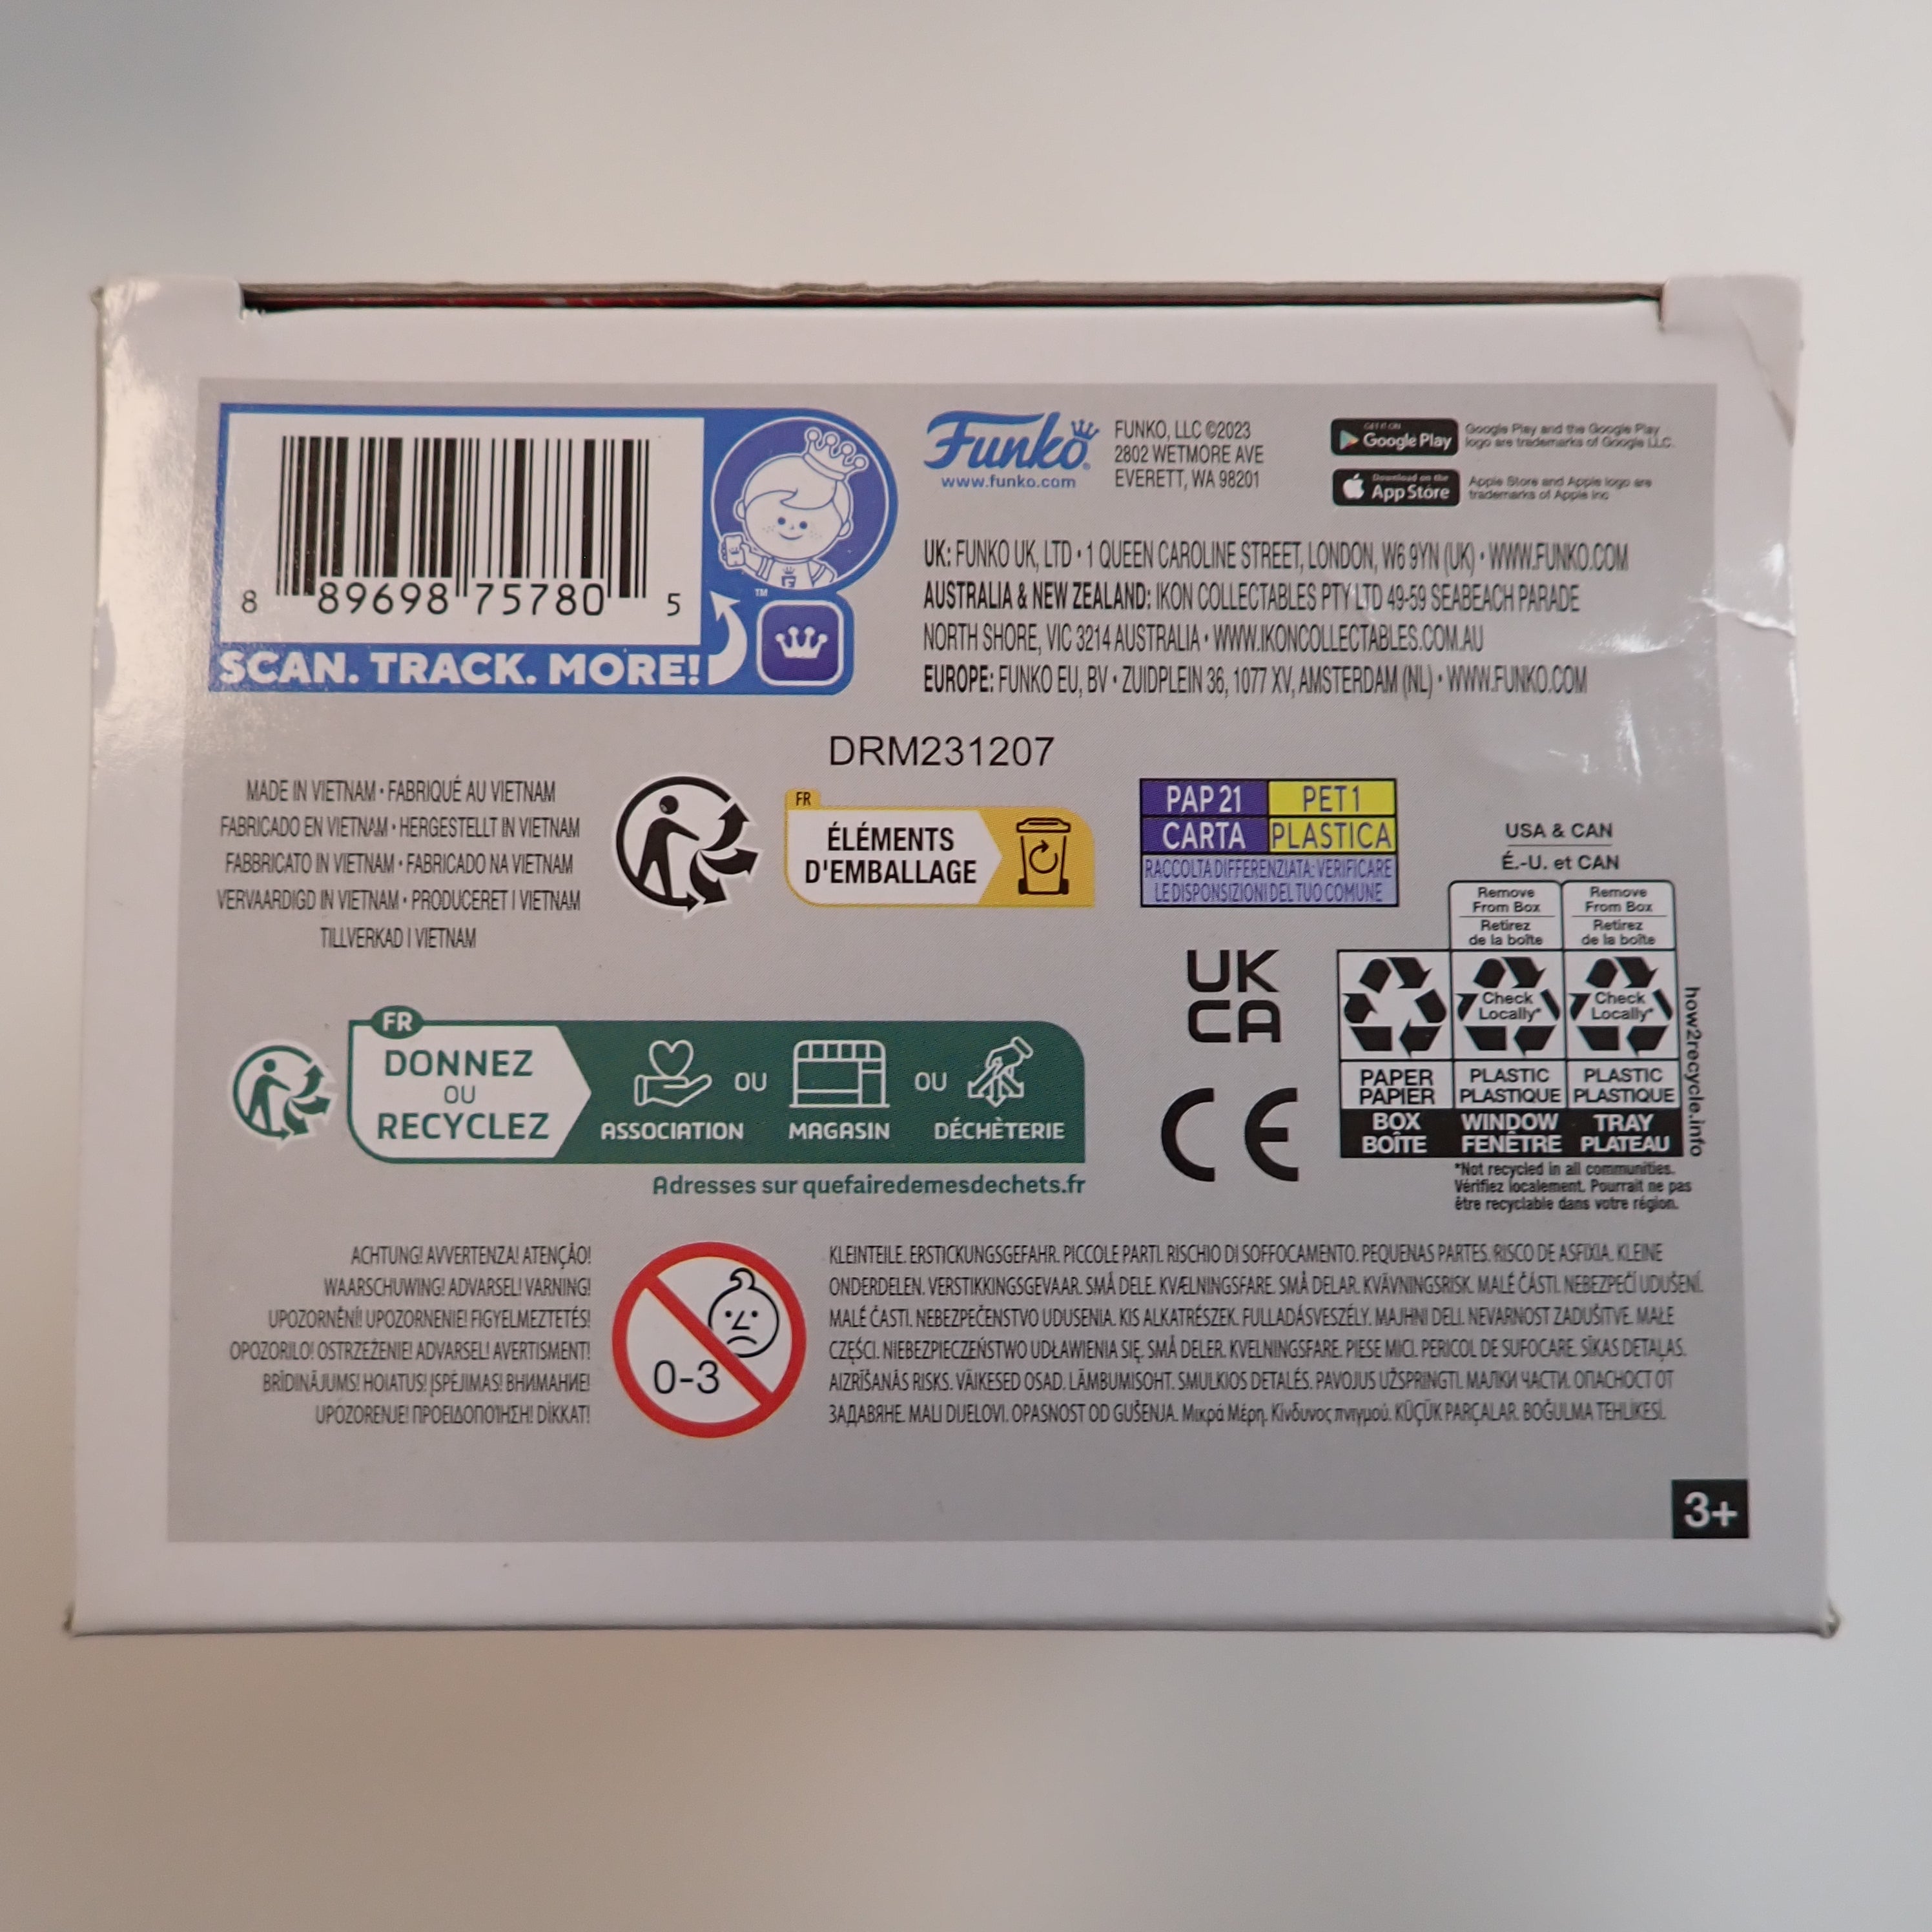 8 89698 75780 5
SCAN. TRACK. MORE!
TM
Funko®
www.funko.com
FUNKO, LLC ©2023
2802 WETMORE AVE
EVERETT, WA 98201
GET IT ON
Google Play
Google Play and the Google Play
logo are trademarks of Google LLC.
Download on the
App Store
Apple Store and Apple logo are
trademarks of Apple Inc
UK: FUNKO UK, LTD • 1 QUEEN CAROLINE STREET, LONDON, W6 9YN (UK) • WWW.FUNKO.COM
AUSTRALIA & NEW ZEALAND: IKON COLLECTABLES PTY LTD 49-59 SEABEACH PARADE
NORTH SHORE, VIC 3214 AUSTRALIA • WWW.IKONCOLLECTABLES.COM.AU
EUROPE: FUNKO EU, BV • ZUIDPLEIN 36, 1077 XV, AMSTERDAM (NL) • WWW.FUNKO.COM
DRM231207
MADE IN VIETNAM • FABRIQUÉ AU VIETNAM
FABRICADO EN VIETNAM • HERGESTELLT IN VIETNAM
FABBRICATO IN VIETNAM • FABRICADO NA VIETNAM
VERVAARDIGD IN VIETNAM • PRODUCERET I VIETNAM
TILLVERKAD I VIETNAM
FR
ÉLÉMENTS
D'EMBALLAGE
PAP 21 PET 1
CARTA PLASTICA
RACCOLTA DIFFERENZIATA: VERIFICARE
LE DISPONSIZIONI DEL TUO COMUNE
USA & CAN
É.-U. et CAN
Remove
From Box
Retirez
de la boîte
Remove
From Box
Retirez
de la boîte
Check
Locally*
Check
Locally*
PAPER
PAPIER
PLASTIC
PLASTIQUE
PLASTIC
PLASTIQUE
BOX
BOÎTE
WINDOW
FENÊTRE
TRAY
PLATEAU
how2recycle.info
*Not recycled in all communities.
Vérifiez localement. Pourrait ne pas
être recyclable dans votre région.
UK
CA
CE
FR
DONNEZ
OU
RECYCLEZ
ASSOCIATION
OU
MAGASIN
OU
DÉCHÈTERIE
Adresses sur quefairedemesdechets.fr
ACHTUNG! AVVERTENZA! ATENÇÃO!
WAARSCHUWING! ADVARSEL! VARNING!
UPOZORNĚNÍ! UPOZORNENIE! FIGYELMEZTETÉS!
OPOZORILO! OSTRZEŻENIE! ADVARSEL! AVERTISMENT!
BRĪDINĀJUMS! HOIATUS! ĮSPĖJIMAS! ВНИМАНИЕ!
UPOZORENJE! ΠΡΟΕΙΔΟΠΟΊΗΣΗ! DİKKAT!
0-3
KLEINTEILE. ERSTICKUNGSGEFAHR. PICCOLE PARTI. RISCHIO DI SOFFOCAMENTO. PEQUENAS PARTES. RISCO DE ASFIXIA. KLEINE
ONDERDELEN. VERSTIKKINGSGEVAAR. SMÅ DELE. KVÆLNINGSFARE. SMÅ DELAR. KVÄVNINGSRISK. MALÉ ČÁSTI. NEBEZPEČÍ UDUŠENÍ.
MALÉ ČASTI. NEBEZPEČENSTVO UDUSENIA. KIS ALKATRÉSZEK. FULLADÁSVESZÉLY. MAJHNI DELI. NEVARNOST ZADUŠITVE. MAŁE
CZĘŚCI. NIEBEZPIECZEŃSTWO UDŁAWIENIA SIĘ. SMÅ DELER. KVELNINGSFARE. PIESE MICI. PERICOL DE SUFOCARE. SĪKAS DETAĻAS.
AIZRĪŠANĀS RISKS. VÄIKESED OSAD. LÄMBUMISOHT. SMULKIOS DETALĖS. PAVOJUS UŽSPRINGTI. МАЛКИ ЧАСТИ. ОПАСНОСТ ОТ
ЗАДАВЯНЕ. MALI DIJELOVI. OPASNOST OD GUŠENJA. Μικρά Μέρη. Κίνδυνος πνιγμού. KÜÇÜK PARÇALAR. BOĞULMA TEHLİKESİ.
3+